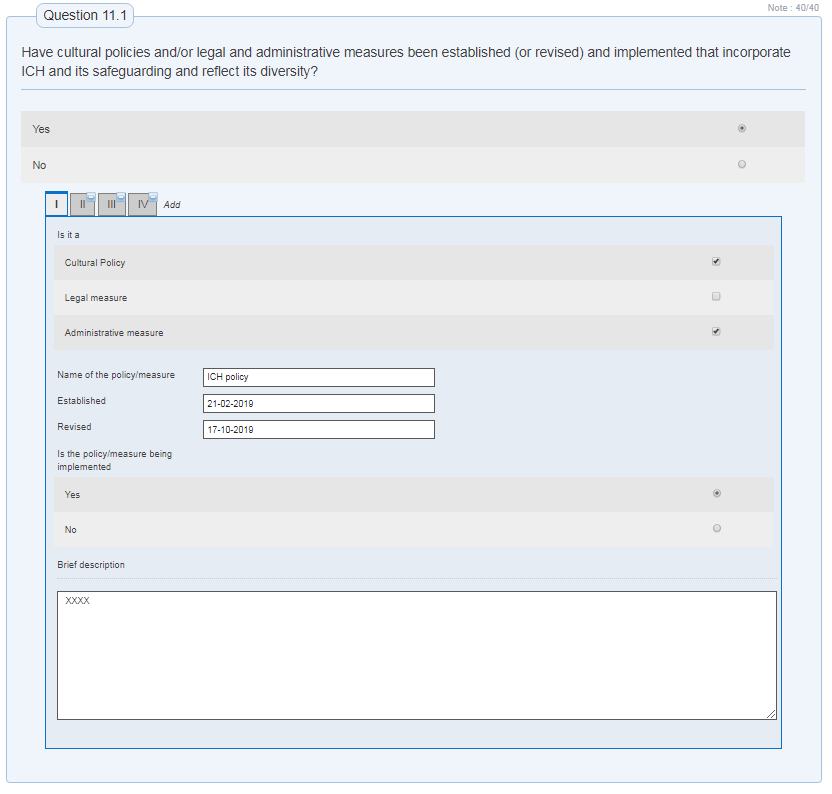 Note : 40/40
Question 11.1
Have cultural policies and/or legal and administrative measures been established (or revised) and implemented that incorporate
ICH and its safeguarding and reflect its diversity?
Yes
No
I II III IV Add
Is it a
Cultural Policy
Legal measure
Administrative measure
Name of the policy/measure ICH policy
Established 21-02-2019
Revised 17-10-2019
Is the policy/measure being
implemented
Yes
No
Brief description
XXXX